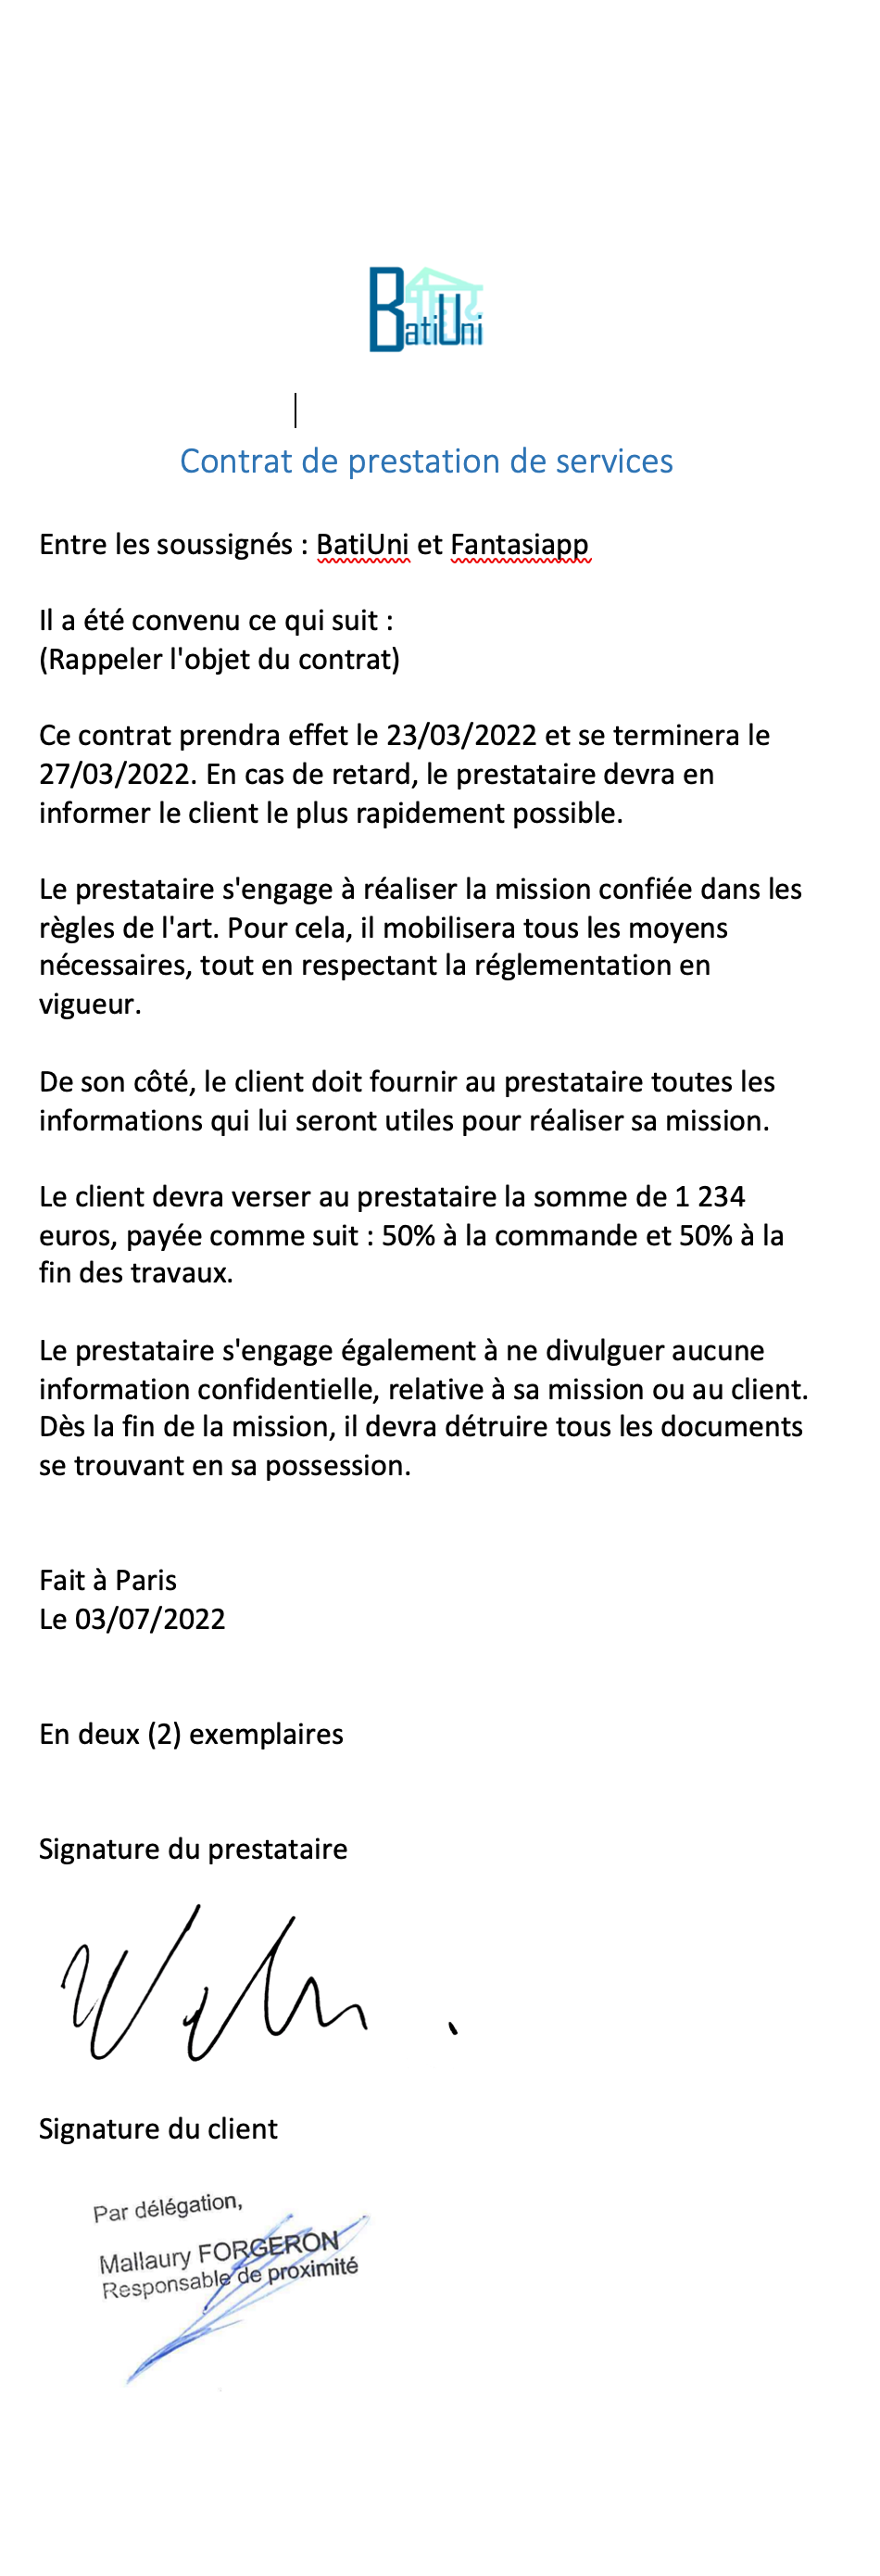 BatiUni
Contrat de prestation de services
Entre les soussignés : BatiUni et Fantasiapp
Il a été convenu ce qui suit :
(Rappeler l'objet du contrat)
Ce contrat prendra effet le 23/03/2022 et se terminera le
27/03/2022. En cas de retard, le prestataire devra en
informer le client le plus rapidement possible.
Le prestataire s'engage à réaliser la mission confiée dans les
règles de l'art. Pour cela, il mobilisera tous les moyens
nécessaires, tout en respectant la réglementation en
vigueur.
De son côté, le client doit fournir au prestataire toutes les
informations qui lui seront utiles pour réaliser sa mission.
Le client devra verser au prestataire la somme de 1 234
euros, payée comme suit : 50% à la commande et 50% à la
fin des travaux.
Le prestataire s'engage également à ne divulguer aucune
information confidentielle, relative à sa mission ou au client.
Dès la fin de la mission, il devra détruire tous les documents
se trouvant en sa possession.
Fait à Paris
Le 03/07/2022
En deux (2) exemplaires
Signature du prestataire
Signature du client
Par délégation,
Mallaury FORGERON
Responsable de proximité